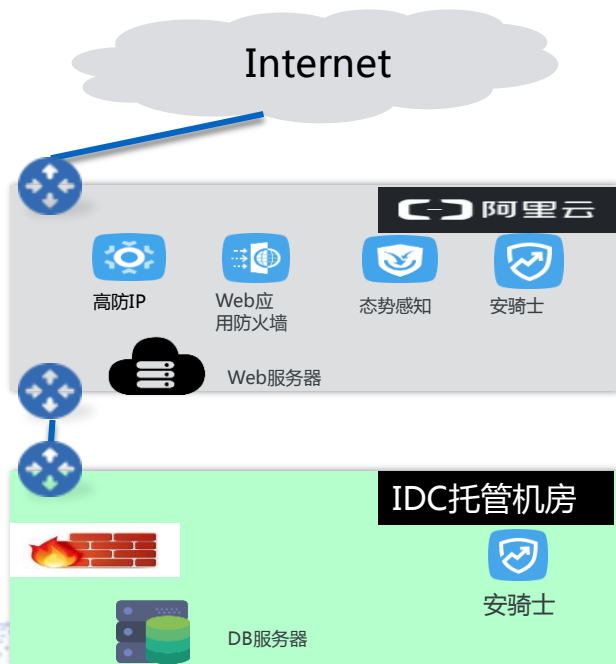 Internet
阿里云
高防IP
Web应
用防火墙
态势感知
安骑士
Web服务器
IDC托管机房
安骑士
DB服务器